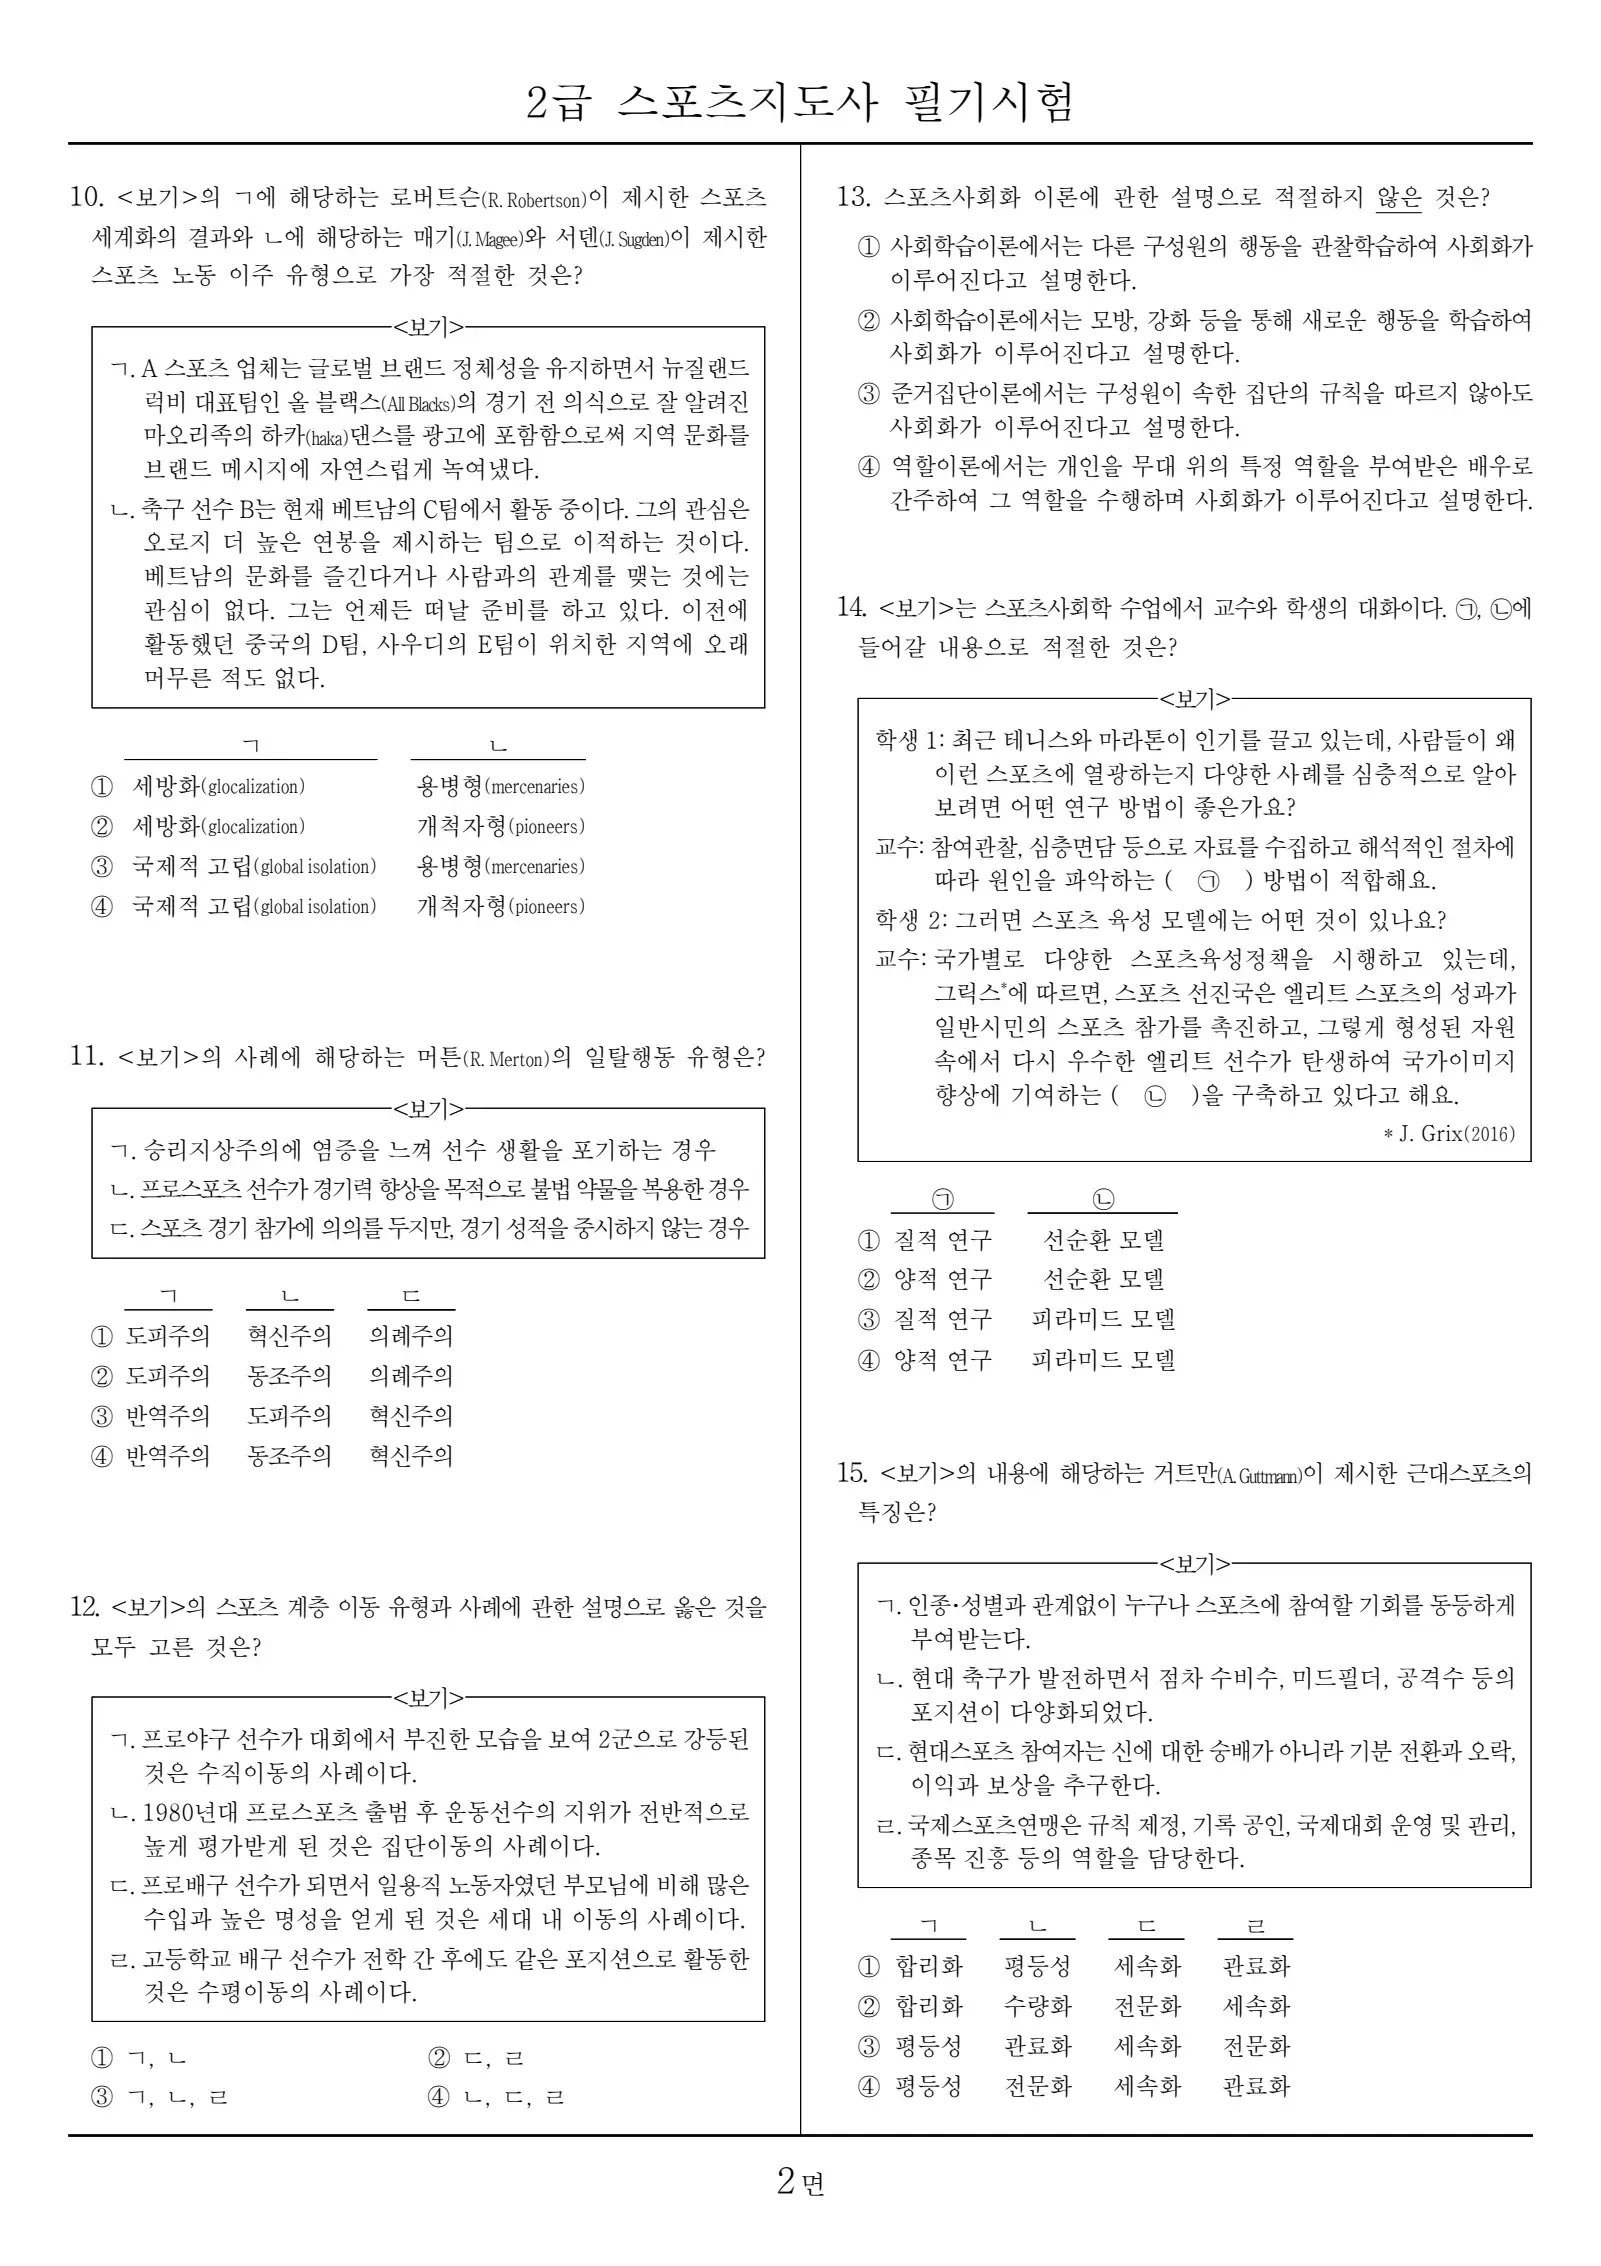 2급 스포츠지도사 필기시험
10. <보기>의 ㄱ에 해당하는 로버트슨(R. Robertson)이 제시한 스포츠
세계화의 결과와 ㄴ에 해당하는 매기(J. Magee)와 서덴(J. Sugden)이 제시한
스포츠 노동 이주 유형으로 가장 적절한 것은?
<보기>
ㄱ. A 스포츠 업체는 글로벌 브랜드 정체성을 유지하면서 뉴질랜드
럭비 대표팀인 올 블랙스(All Blacks)의 경기 전 의식으로 잘 알려진
마오리족의 하카(haka)댄스를 광고에 포함함으로써 지역 문화를
브랜드 메시지에 자연스럽게 녹여냈다.
ㄴ. 축구 선수 B는 현재 베트남의 C팀에서 활동 중이다. 그의 관심은
오로지 더 높은 연봉을 제시하는 팀으로 이적하는 것이다.
베트남의 문화를 즐긴다거나 사람과의 관계를 맺는 것에는
관심이 없다. 그는 언제든 떠날 준비를 하고 있다. 이전에
활동했던 중국의 D팀, 사우디의 E팀이 위치한 지역에 오래
머무른 적도 없다.
ㄱ ㄴ
① 세방화(glocalization) 용병형(mercenaries)
② 세방화(glocalization) 개척자형(pioneers)
③ 국제적 고립(global isolation) 용병형(mercenaries)
④ 국제적 고립(global isolation) 개척자형(pioneers)
11. <보기>의 사례에 해당하는 머튼(R. Merton)의 일탈행동 유형은?
<보기>
ㄱ. 승리지상주의에 염증을 느껴 선수 생활을 포기하는 경우
ㄴ. 프로스포츠 선수가 경기력 향상을 목적으로 불법 약물을 복용한 경우
ㄷ. 스포츠 경기 참가에 의의를 두지만, 경기 성적을 중시하지 않는 경우
ㄱ ㄴ ㄷ
① 도피주의 혁신주의 의례주의
② 도피주의 동조주의 의례주의
③ 반역주의 도피주의 혁신주의
④ 반역주의 동조주의 혁신주의
12. <보기>의 스포츠 계층 이동 유형과 사례에 관한 설명으로 옳은 것을
모두 고른 것은?
<보기>
ㄱ. 프로야구 선수가 대회에서 부진한 모습을 보여 2군으로 강등된
것은 수직이동의 사례이다.
ㄴ. 1980년대 프로스포츠 출범 후 운동선수의 지위가 전반적으로
높게 평가받게 된 것은 집단이동의 사례이다.
ㄷ. 프로배구 선수가 되면서 일용직 노동자였던 부모님에 비해 많은
수입과 높은 명성을 얻게 된 것은 세대 내 이동의 사례이다.
ㄹ. 고등학교 배구 선수가 전학 간 후에도 같은 포지션으로 활동한
것은 수평이동의 사례이다.
① ㄱ, ㄴ ② ㄷ, ㄹ
③ ㄱ, ㄴ, ㄹ ④ ㄴ, ㄷ, ㄹ
13. 스포츠사회화 이론에 관한 설명으로 적절하지 않은 것은?
① 사회학습이론에서는 다른 구성원의 행동을 관찰학습하여 사회화가
이루어진다고 설명한다.
② 사회학습이론에서는 모방, 강화 등을 통해 새로운 행동을 학습하여
사회화가 이루어진다고 설명한다.
③ 준거집단이론에서는 구성원이 속한 집단의 규칙을 따르지 않아도
사회화가 이루어진다고 설명한다.
④ 역할이론에서는 개인을 무대 위의 특정 역할을 부여받은 배우로
간주하여 그 역할을 수행하며 사회화가 이루어진다고 설명한다.
14. <보기>는 스포츠사회학 수업에서 교수와 학생의 대화이다. ㉠, ㉡에
들어갈 내용으로 적절한 것은?
<보기>
학생 1: 최근 테니스와 마라톤이 인기를 끌고 있는데, 사람들이 왜
이런 스포츠에 열광하는지 다양한 사례를 심층적으로 알아
보려면 어떤 연구 방법이 좋은가요?
교수: 참여관찰, 심층면담 등으로 자료를 수집하고 해석적인 절차에
따라 원인을 파악하는 ( ㉠ ) 방법이 적합해요.
학생 2: 그러면 스포츠 육성 모델에는 어떤 것이 있나요?
교수: 국가별로 다양한 스포츠육성정책을 시행하고 있는데,
그릭스*에 따르면, 스포츠 선진국은 엘리트 스포츠의 성과가
일반시민의 스포츠 참가를 촉진하고, 그렇게 형성된 자원
속에서 다시 우수한 엘리트 선수가 탄생하여 국가이미지
향상에 기여하는 ( ㉡ )을 구축하고 있다고 해요.
* J. Grix(2016)
㉠ ㉡
① 질적 연구 선순환 모델
② 양적 연구 선순환 모델
③ 질적 연구 피라미드 모델
④ 양적 연구 피라미드 모델
15. <보기>의 내용에 해당하는 거트만(A. Guttmann)이 제시한 근대스포츠의
특징은?
<보기>
ㄱ. 인종·성별과 관계없이 누구나 스포츠에 참여할 기회를 동등하게
부여받는다.
ㄴ. 현대 축구가 발전하면서 점차 수비수, 미드필더, 공격수 등의
포지션이 다양화되었다.
ㄷ. 현대스포츠 참여자는 신에 대한 숭배가 아니라 기분 전환과 오락,
이익과 보상을 추구한다.
ㄹ. 국제스포츠연맹은 규칙 제정, 기록 공인, 국제대회 운영 및 관리,
종목 진흥 등의 역할을 담당한다.
ㄱ ㄴ ㄷ ㄹ
① 합리화 평등성 세속화 관료화
② 합리화 수량화 전문화 세속화
③ 평등성 관료화 세속화 전문화
④ 평등성 전문화 세속화 관료화
2면